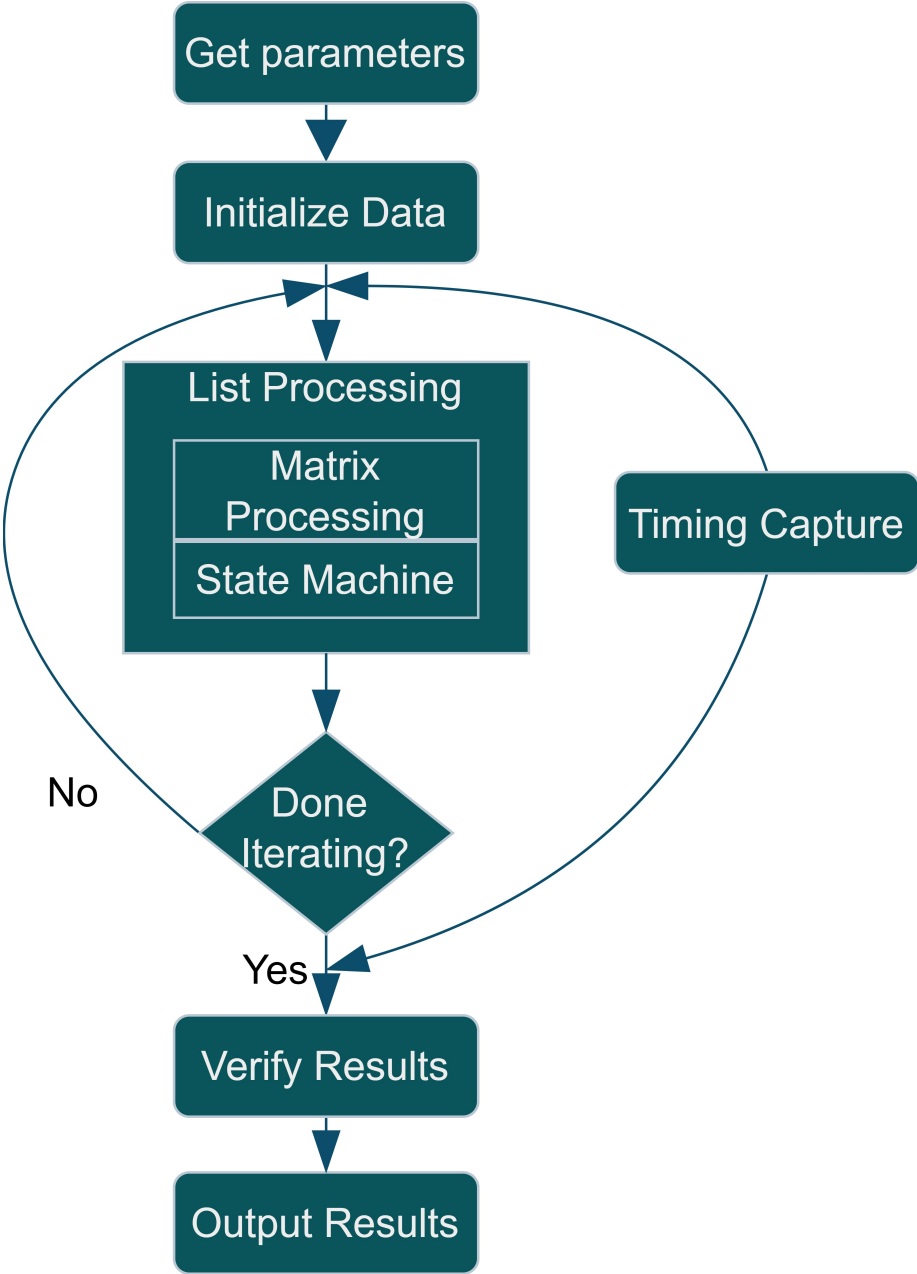 Get parameters
Initialize Data
List Processing
Matrix
Processing
State Machine
Timing Capture
Done
Iterating?
No
Yes
Verify Results
Output Results